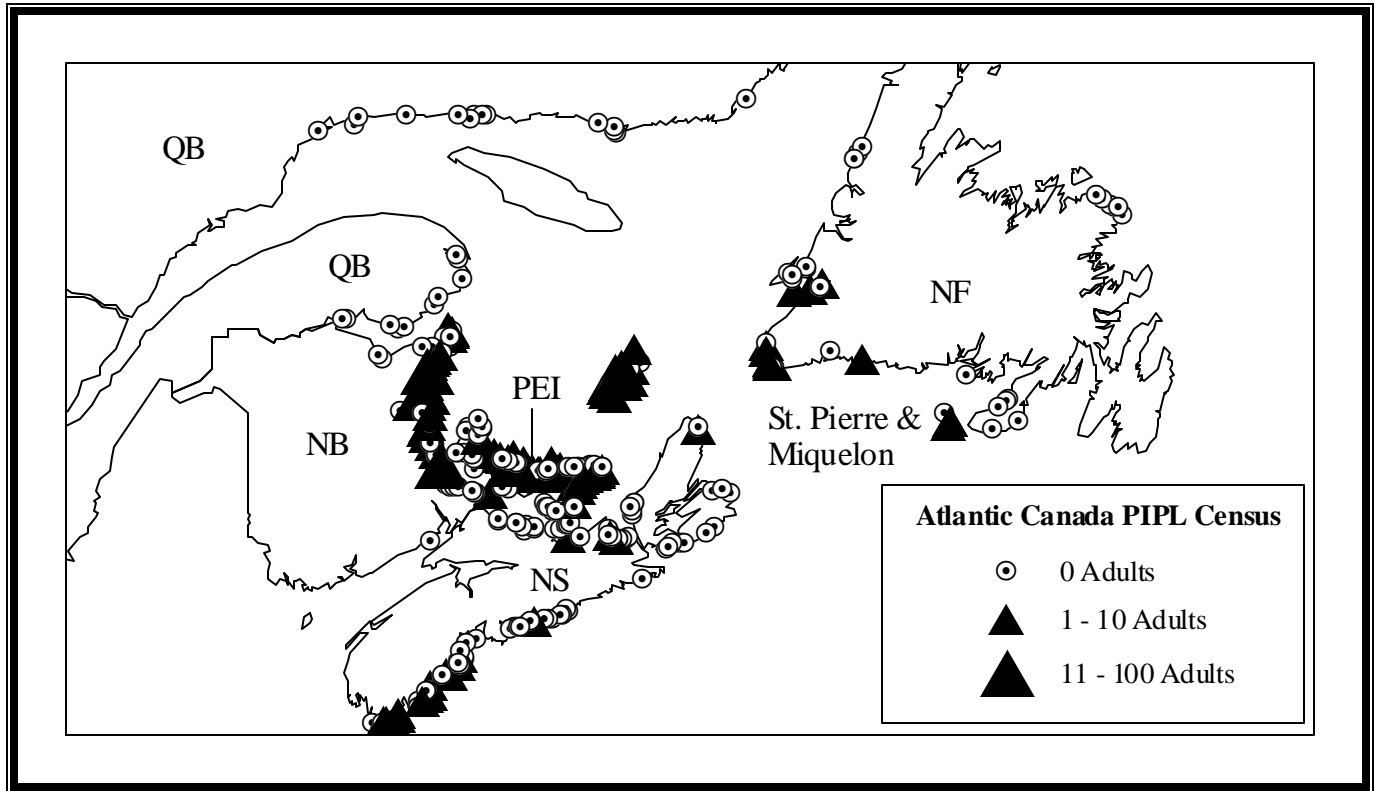 QB
QB
NF
PEI
NB
St. Pierre &
Miquelon
NS
Atlantic Canada PIPL Census
0 Adults
1 - 10 Adults
11 - 100 Adults